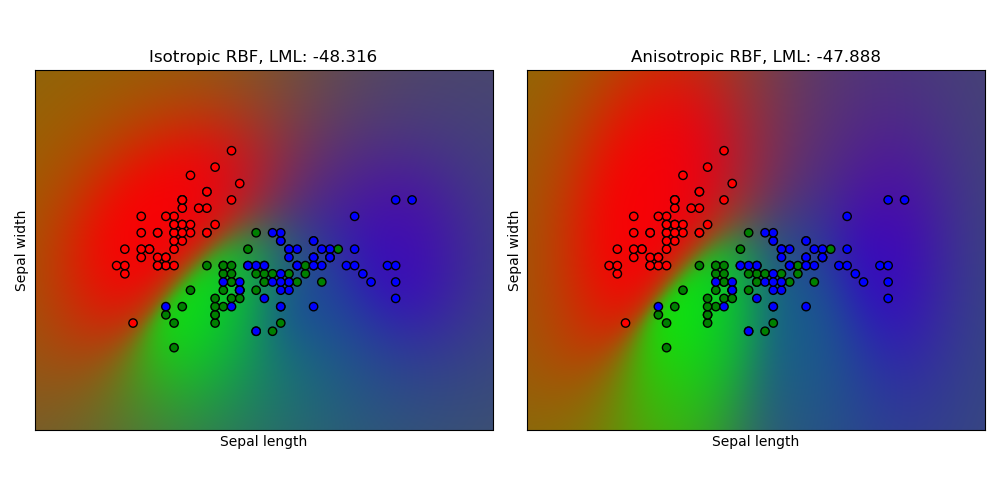 Isotropic RBF, LML: -48.316
Sepal width
Sepal length
Anisotropic RBF, LML: -47.888
Sepal width
Sepal length